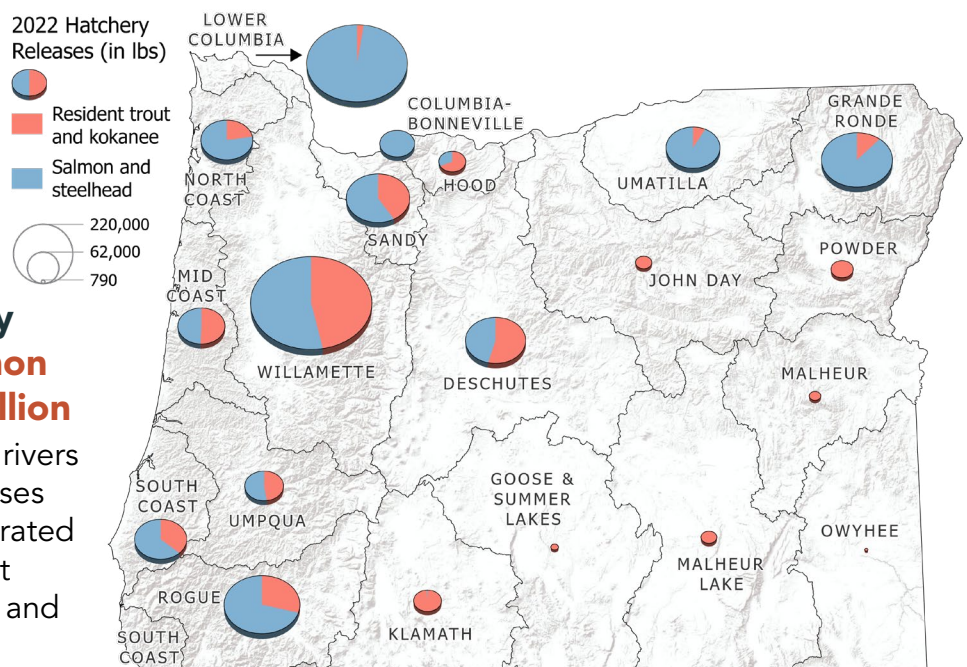 2022 Hatchery
Releases (in lbs)
Resident trout
and kokanee
Salmon and
steelhead
220,000
62,000
790
y
non
llion
rivers
ses
rated
t
and
LOWER
COLUMBIA
COLUMBIA-
BONNEVILLE
GRANDE
RONDE
NORTH
COAST
HOOD
UMATILLA
SANDY
POWDER
JOHN DAY
MID
COAST
WILLAMETTE
DESCHUTES
MALHEUR
SOUTH
COAST
UMPQUA
GOOSE &
SUMMER
LAKES
OWYHEE
MALHEUR
LAKE
ROGUE
KLAMATH
SOUTH
COAST